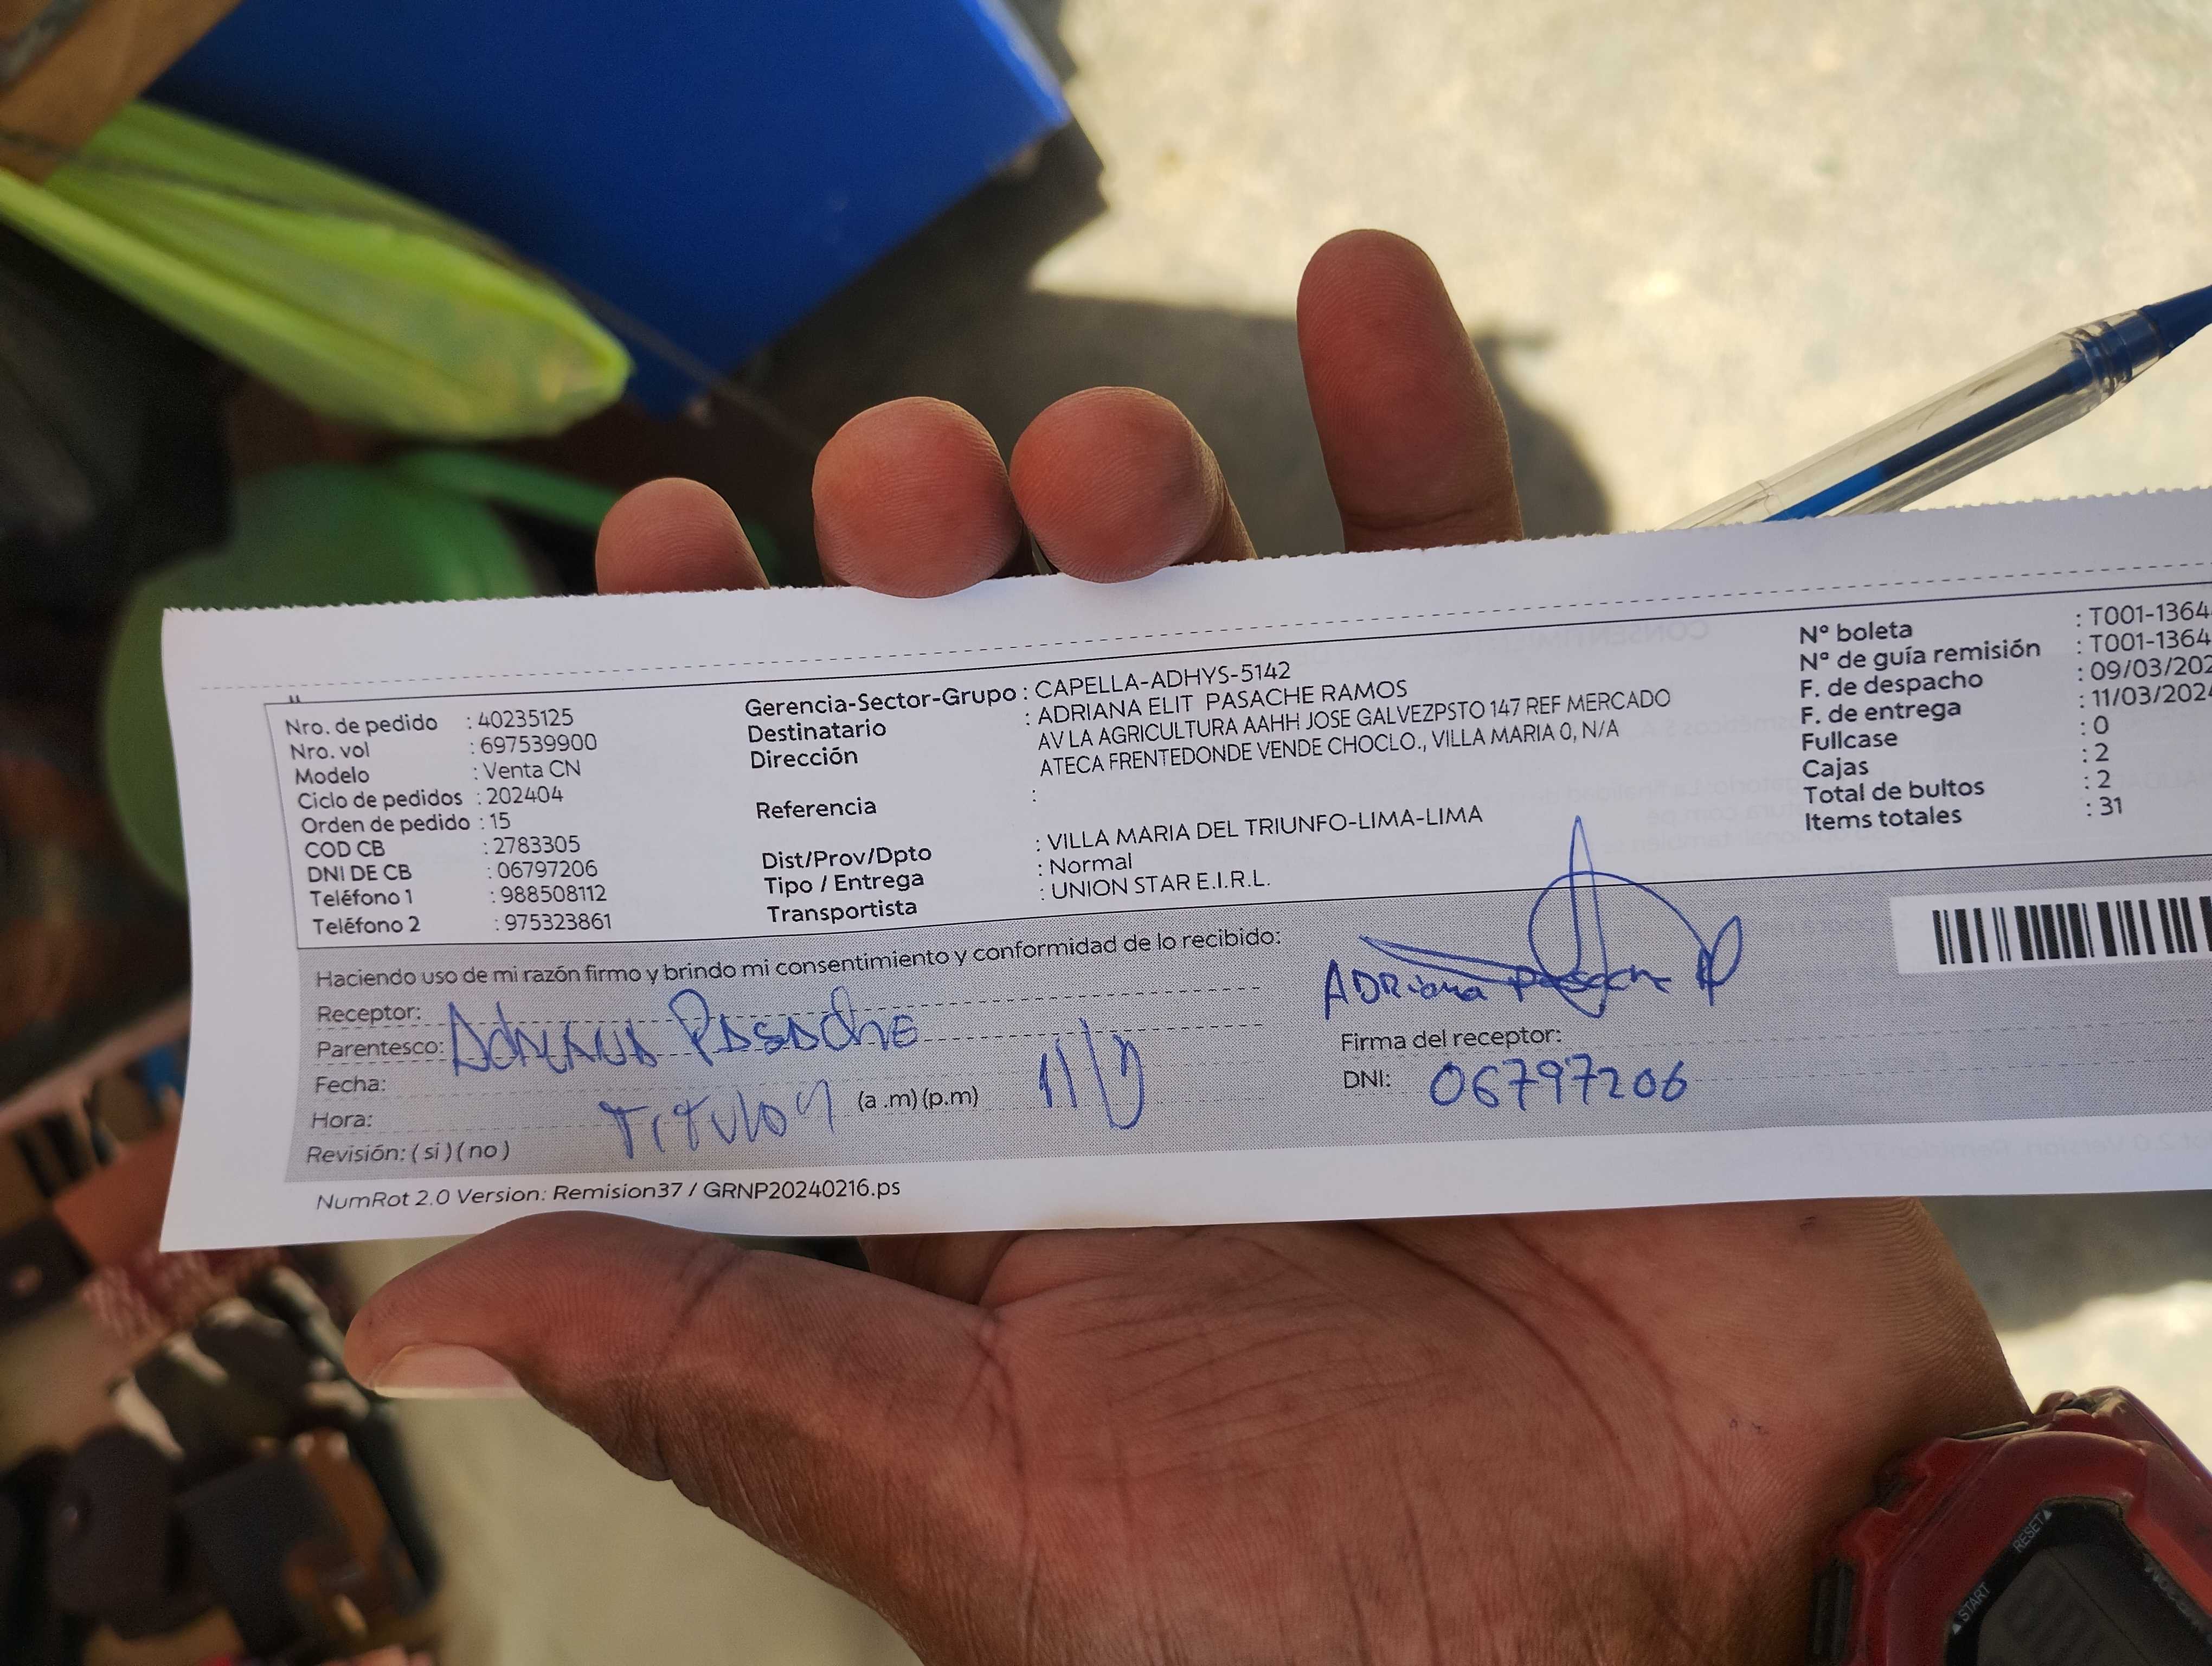 Nro. de pedido : 40235125
Nro. vol : 697539900
Modelo : Venta CN
Ciclo de pedidos : 202404
Orden de pedido : 15
COD CB : 2783305
DNI DE CB : 06797206
Teléfono 1 : 988508112
Teléfono 2 : 975323861
Gerencia-Sector-Grupo : CAPELLA-ADHYS-5142
Destinatario : ADRIANA ELIT PASACHE RAMOS
Dirección AV LA AGRICULTURA AAHH JOSE GALVEZPSTO 147 REF MERCADO
ATECA FRENTEDONDE VENDE CHOCLO., VILLA MARIA 0, N/A
Referencia :
Dist/Prov/Dpto : VILLA MARIA DEL TRIUNFO-LIMA-LIMA
Tipo / Entrega : Normal
Transportista : UNION STAR E.I.R.L.
N° boleta : T001-1364
N° de guía remisión : T001-1364
F. de despacho : 09/03/202
F. de entrega : 11/03/2024
Fullcase : 0
Cajas : 2
Total de bultos : 2
Items totales : 31
Haciendo uso de mi razón firmo y brindo mi consentimiento y conformidad de lo recibido:
Receptor: Adriana Pasache
Parentesco:
Fecha:
Hora: Titular (a .m) (p.m)
Revisión: ( si ) ( no )
ADRiana Pasache R
Firma del receptor:
DNI: 06797206
NumRot 2.0 Version: Remision37 / GRNP20240216.ps
RESET
START